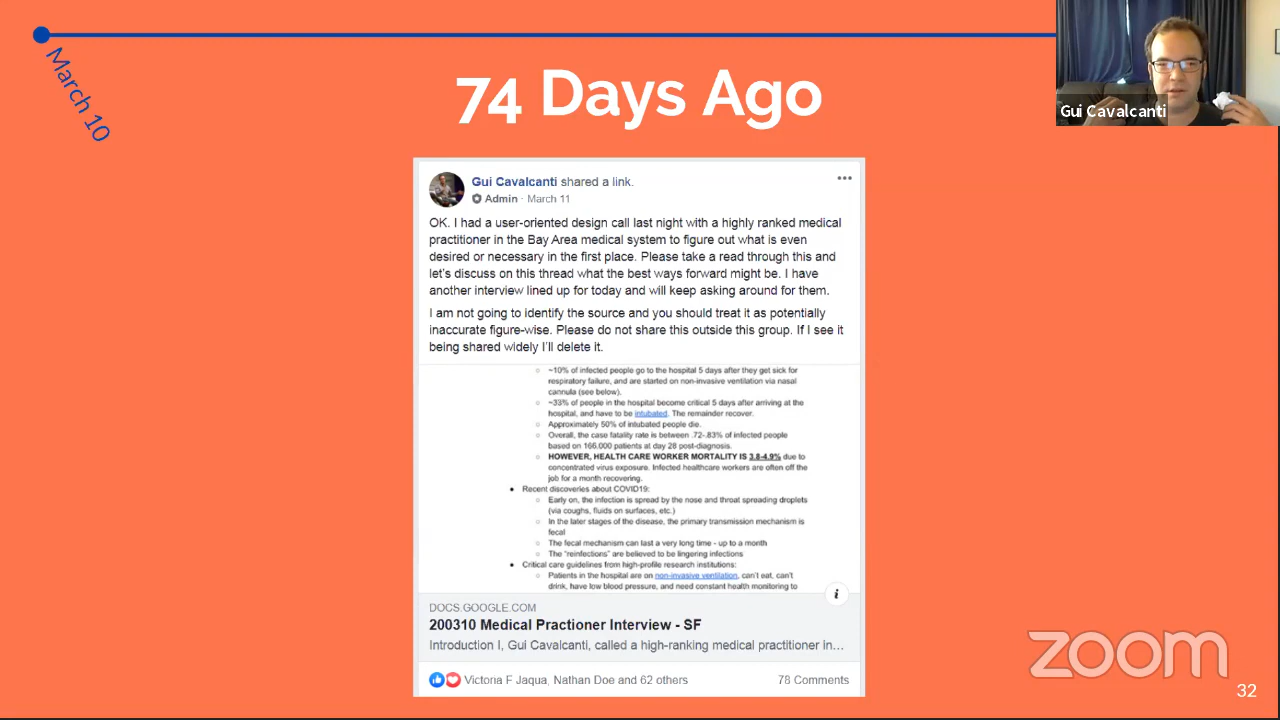 March 10
74 Days Ago
Gui Cavalcanti
Gui Cavalcanti shared a link.
Admin · March 11
OK. I had a user-oriented design call last night with a highly ranked medical
practitioner in the Bay Area medical system to figure out what is even
desired or necessary in the first place. Please take a read through this and
let's discuss on this thread what the best ways forward might be. I have
another interview lined up for today and will keep asking around for them.
I am not going to identify the source and you should treat it as potentially
inaccurate figure-wise. Please do not share this outside this group. If I see it
being shared widely I'll delete it.
~10% of infected people go to the hospital 5 days after they get sick for
respiratory failure, and are started on non-invasive ventilation via nasal
cannula (see below).
~33% of people in the hospital become critical 5 days after arriving at the
hospital, and have to be intubated. The remainder recover.
Approximately 50% of intubated people die.
Overall, the case fatality rate is between .72-.83% of infected people
based on 166,000 patients at day 28 post-diagnosis.
HOWEVER, HEALTH CARE WORKER MORTALITY IS 3.8-4.9% due to
concentrated virus exposure. Infected healthcare workers are often off the
job for a month recovering.
Recent discoveries about COVID19:
Early on, the infection is spread by the nose and throat spreading droplets
(via coughs, fluids on surfaces, etc.)
In the later stages of the disease, the primary transmission mechanism is
fecal
The fecal mechanism can last a very long time - up to a month
The "reinfections" are believed to be lingering infections
Critical care guidelines from high-profile research institutions:
Patients in the hospital are on non-invasive ventilation, can't eat, can't
drink, have low blood pressure, and need constant health monitoring to
DOCS.GOOGLE.COM
200310 Medical Practioner Interview - SF
Introduction I, Gui Cavalcanti, called a high-ranking medical practitioner in...
Victoria F Jaqua, Nathan Doe and 62 others
78 Comments
zoom
32